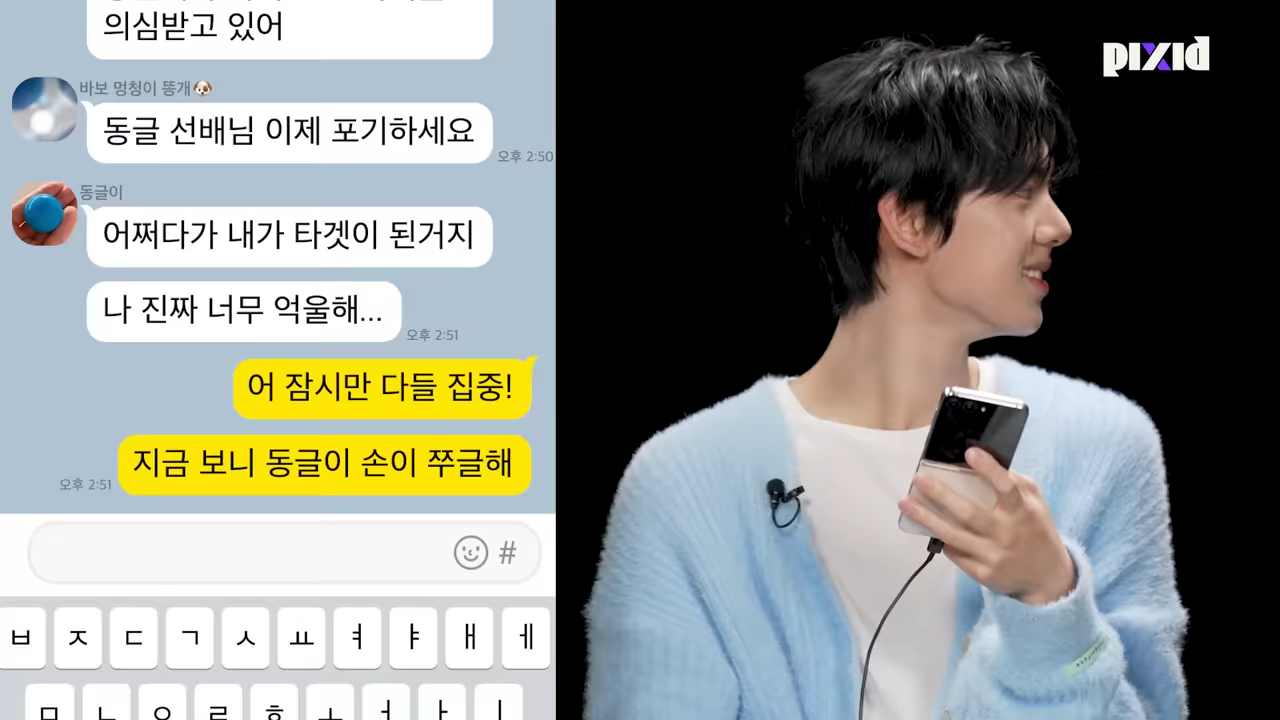 의심받고 있어
바보 멍청이 똥개🐶
동글 선배님 이제 포기하세요
오후 2:50
동글이
어쩌다가 내가 타겟이 된거지
나 진짜 너무 억울해...
오후 2:51
어 잠시만 다들 집중!
지금 보니 동글이 손이 쭈글해
오후 2:51
#
ㅂ ㅈ ㄷ ㄱ ㅅ ㅛ ㅕ ㅑ ㅐ ㅔ
ㅁ ㄴ ㅇ ㄹ ㅎ ㅗ ㅓ ㅏ ㅣ
pixid